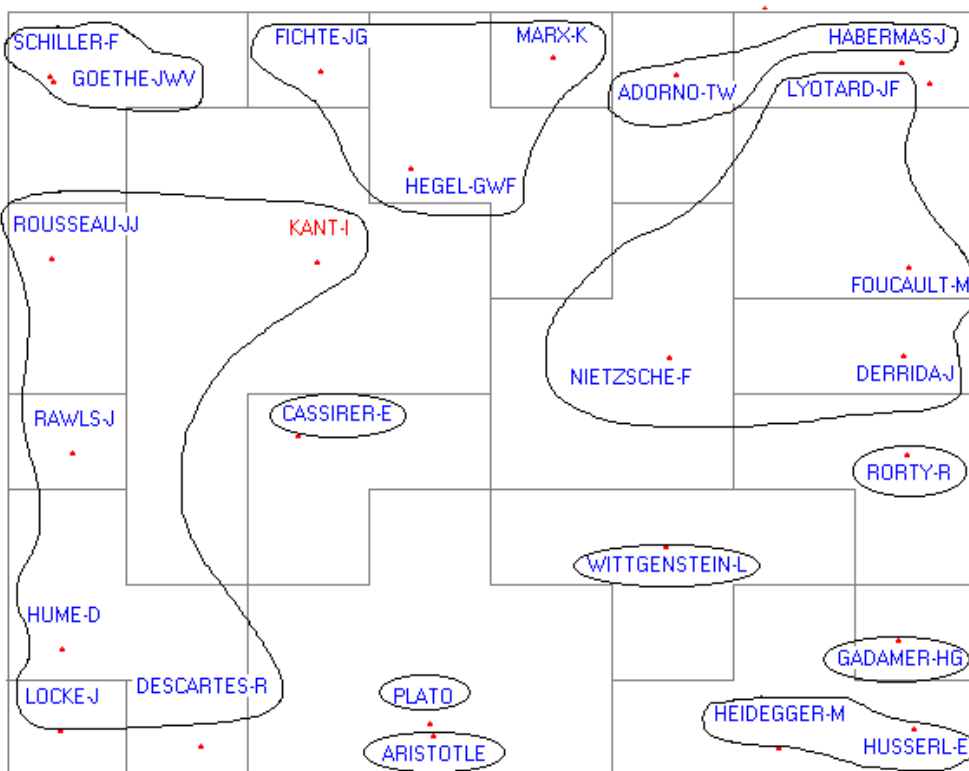 SCHILLER-F
FICHTE-JG
MARX-K
HABERMAS-J
GOETHE-JWV
ADORNO-TW
LYOTARD-JF
HEGEL-GWF
ROUSSEAU-JJ
KANT-I
FOUCAULT-M
NIETZSCHE-F
DERRIDA-J
RAWLS-J
CASSIRER-E
RORTY-R
WITTGENSTEIN-L
HUME-D
GADAMER-HG
LOCKE-J
DESCARTES-R
PLATO
HEIDEGGER-M
ARISTOTLE
HUSSERL-E